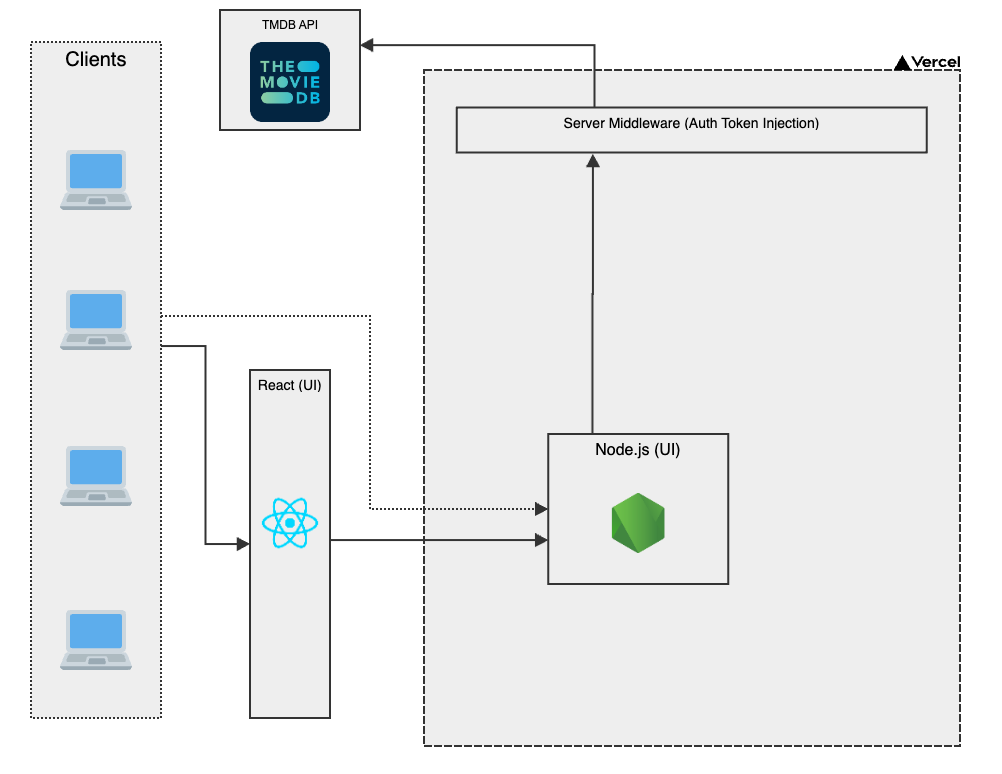 TMDB API
THE
MOVIE
DB
Clients
Vercel
Server Middleware (Auth Token Injection)
React (UI)
Node.js (UI)